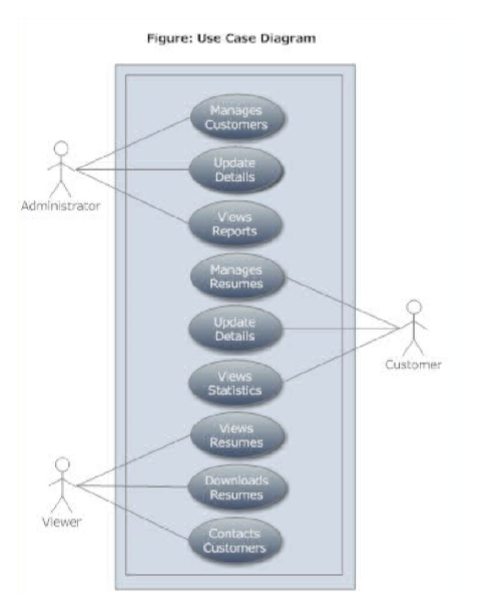 Figure: Use Case Diagram
Manages
Customers
Update
Details
Administrator
Views
Reports
Manages
Resumes
Update
Details
Customer
Views
Statistics
Views
Resumes
Downloads
Resumes
Viewer
Contacts
Customers